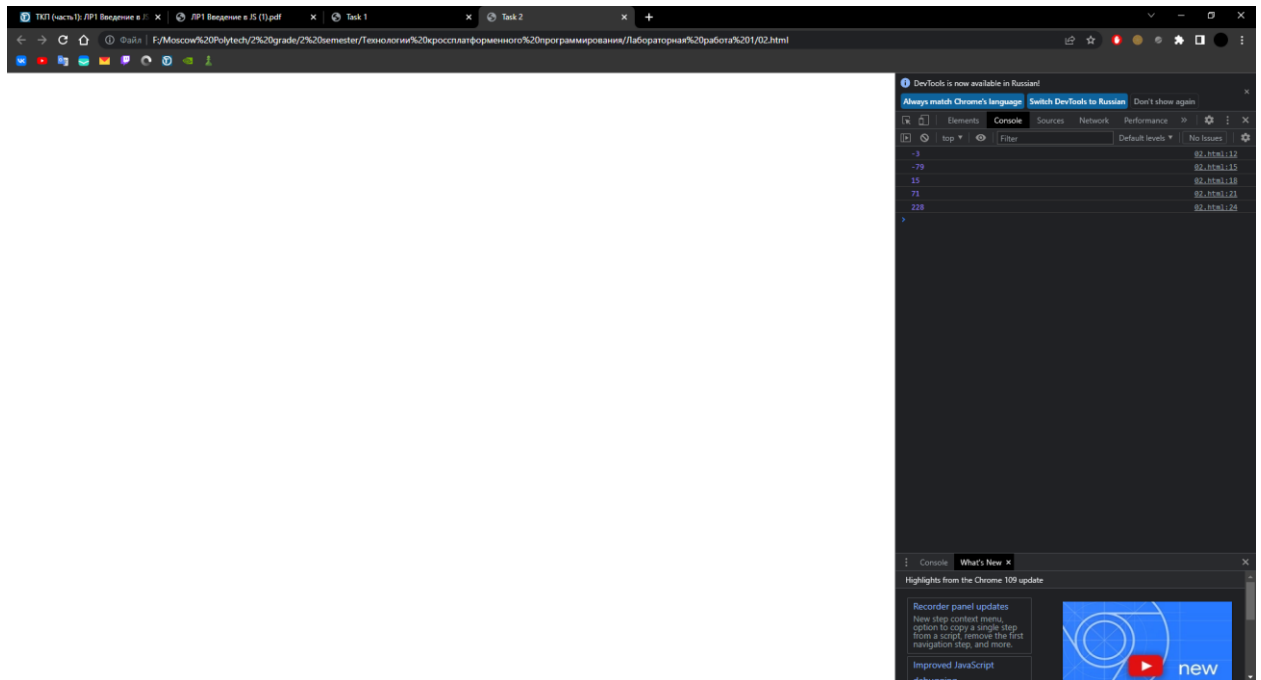 ТКП (часть1): ЛР1 Введение в J
ЛР1 Введение в JS (1).pdf
Task 1
Task 2
Файл
F:/Moscow%20Polytech/2%20grade/2%20semester/Технологии%20кроссплатформенного%20программирования/Лабораторная%20работа%201/02.html
DevTools is now available in Russian!
Always match Chrome's language Switch DevTools to Russian Don't show again
Elements Console Sources Network Performance »
top Filter Default levels No Issues
-3 02.html:12
-79 02.html:15
15 02.html:18
71 02.html:21
228 02.html:24
Console What's New
Highlights from the Chrome 109 update
Recorder panel updates
New step context menu,
option to copy a single step
from a script, remove the first
navigation step, and more.
Improved JavaScript
debugging
new